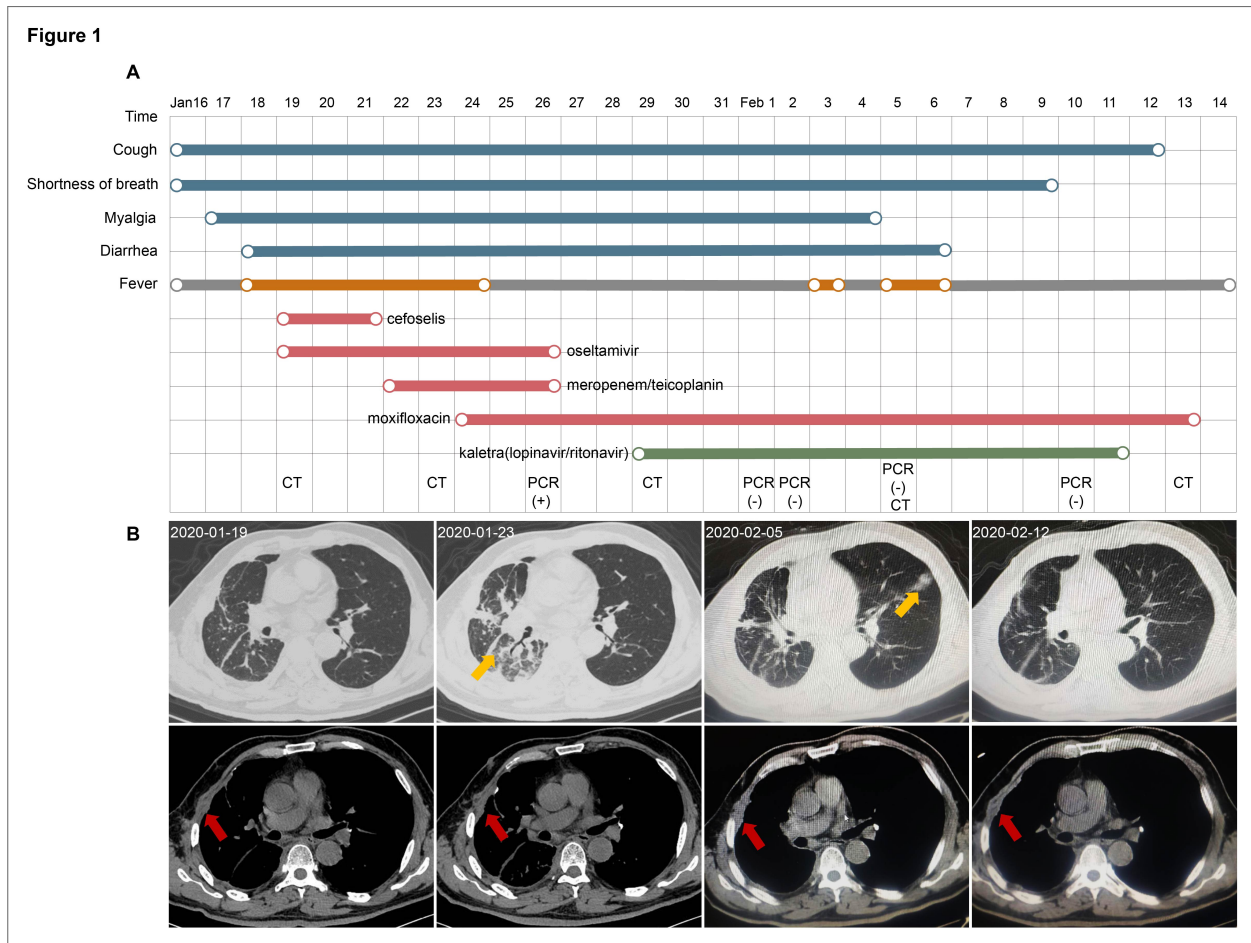 Figure 1
A
Jan16 17 18 19 20 21 22 23 24 25 26 27 28 29 30 31 Feb 1 2 3 4 5 6 7 8 9 10 11 12 13 14
Time
Cough
Shortness of breath
Myalgia
Diarrhea
Fever
cefoselis
oseltamivir
meropenem/teicoplanin
moxifloxacin
kaletra(lopinavir/ritonavir)
CT CT PCR (+) CT PCR (-) PCR (-) PCR (-) CT PCR (-) CT
B
2020-01-19 2020-01-23 2020-02-05 2020-02-12